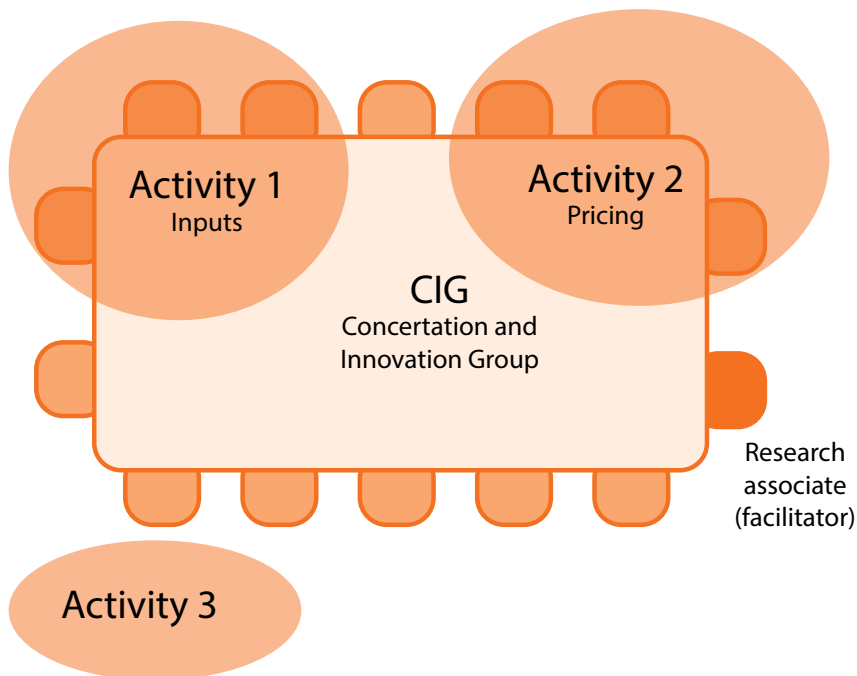 Activity 1
Inputs
Activity 2
Pricing
CIG
Concertation and
Innovation Group
Research
associate
(facilitator)
Activity 3